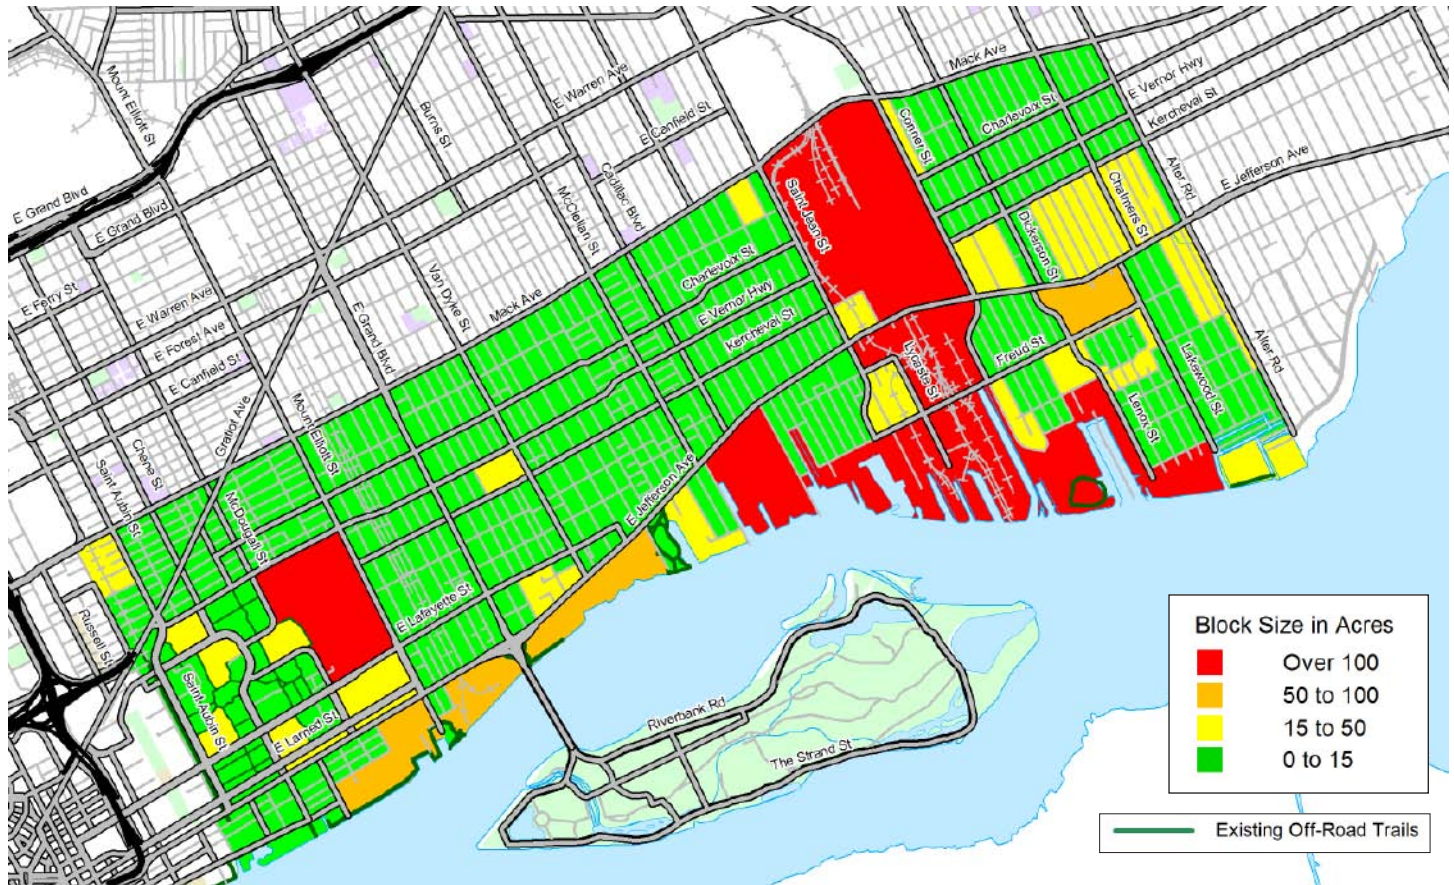 Mack Ave
E Vernor Hwy
Mount Elliott St
E Warren Ave
Burns St
Charlevoix St
Kercheval St
Conner St
E Canfield St
E Jefferson Ave
Alter Rd
E Grand Blvd
E Grand Blvd
Cadillac Blvd
McClellan St
Saint Jean St
Chalmers St
Dickerson St
E Ferry St
E Warren Ave
Van Dyke St
Charlevoix St
Mack Ave
E Vernor Hwy
E Forest Ave
E Grand Blvd
Kercheval St
E Canfield St
Freud St
Lycaste St
Alter Rd
Lakewood St
Gratiot Ave
Mount Elliott St
Lenox St
Chene St
Saint Aubin St
McDougall St
E Jefferson Ave
E Lafayette St
Russell St
Saint Aubin St
E Larned St
Riverbank Rd
The Strand St
Block Size in Acres
Over 100
50 to 100
15 to 50
0 to 15
Existing Off-Road Trails